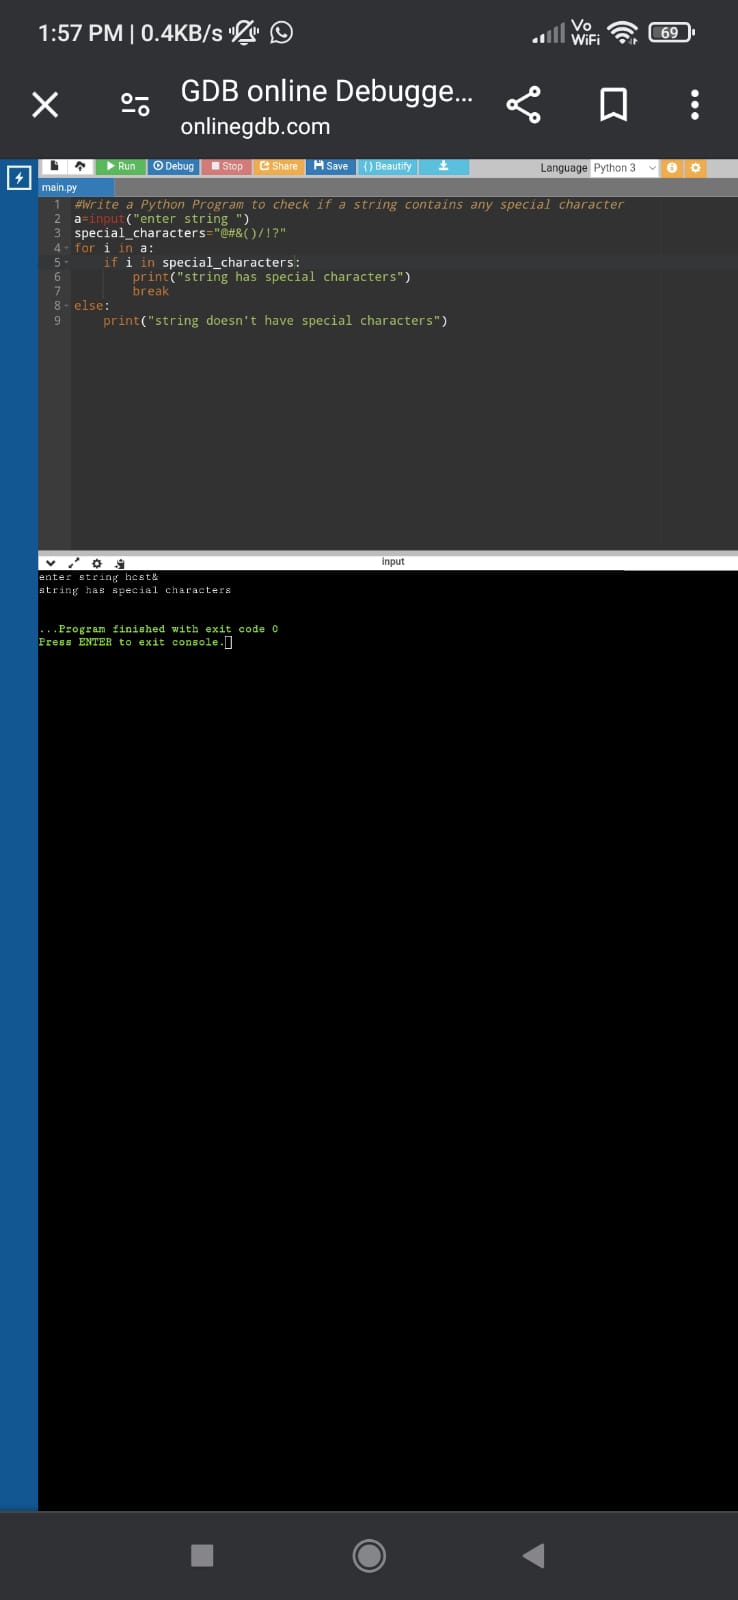 1:57 PM | 0.4KB/s
Vo
WiFi
69
GDB online Debugge...
onlinegdb.com
Run Debug Stop Share Save {} Beautify
Language Python 3
main.py
1 #Write a Python Program to check if a string contains any special character
2 a=input("enter string ")
3 special_characters="@#&()/!?"
4 for i in a:
5 if i in special_characters:
6 print("string has special characters")
7 break
8 else:
9 print("string doesn't have special characters")
input
enter string hcst&
string has special characters
...Program finished with exit code 0
Press ENTER to exit console.